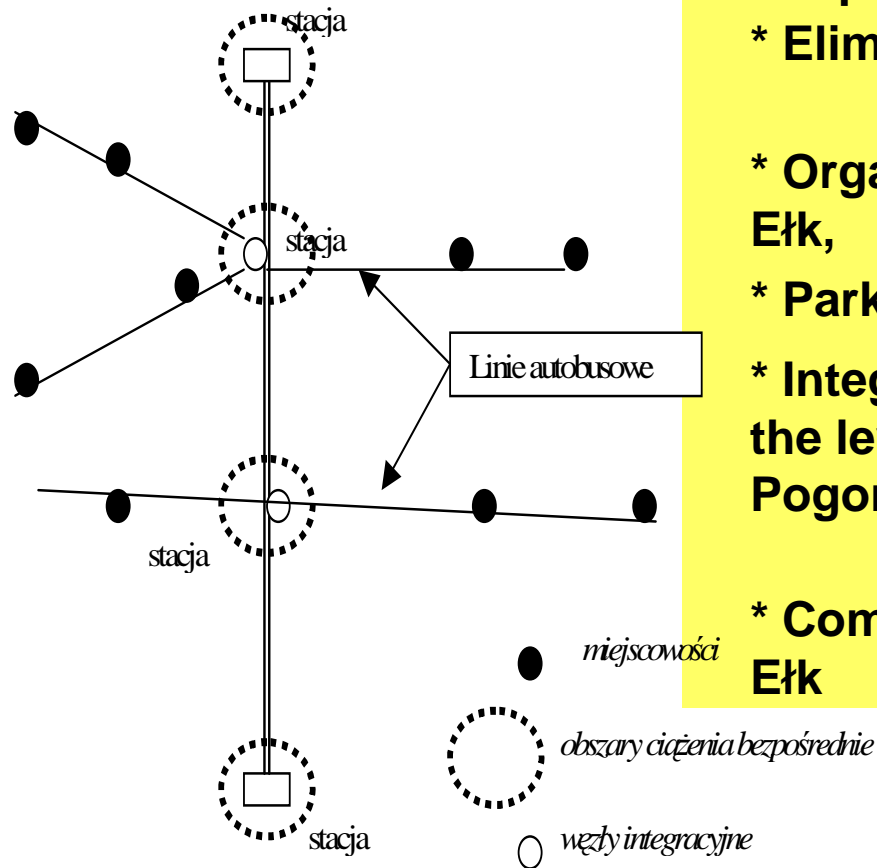 stacja
stacja
Linie autobusowe
stacja
miejscowości
obszary ciążenia bezpośrednie
stacja
węzły integracyjne
* Elim
* Orga
Ełk,
* Park
* Integ
the le
Pogor
* Com
Ełk